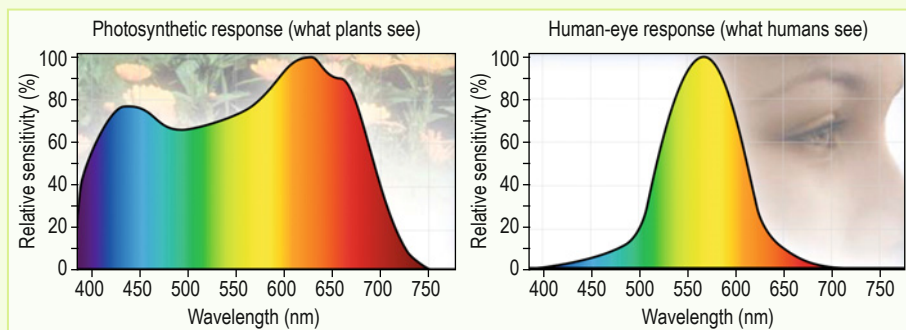 Photosynthetic response (what plants see)
Relative sensitivity (%)
100
80
60
40
20
0
400 450 500 550 600 650 700 750
Wavelength (nm)
Human-eye response (what humans see)
Relative sensitivity (%)
100
80
60
40
20
0
400 450 500 550 600 650 700 750
Wavelength (nm)